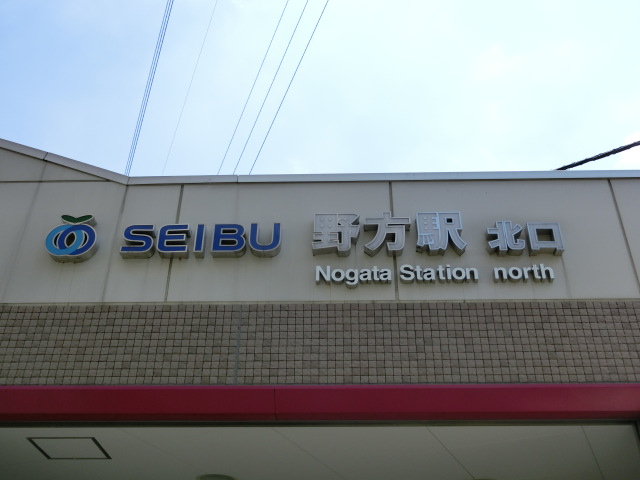 SEIBU 野方駅 北口
Nogata Station north